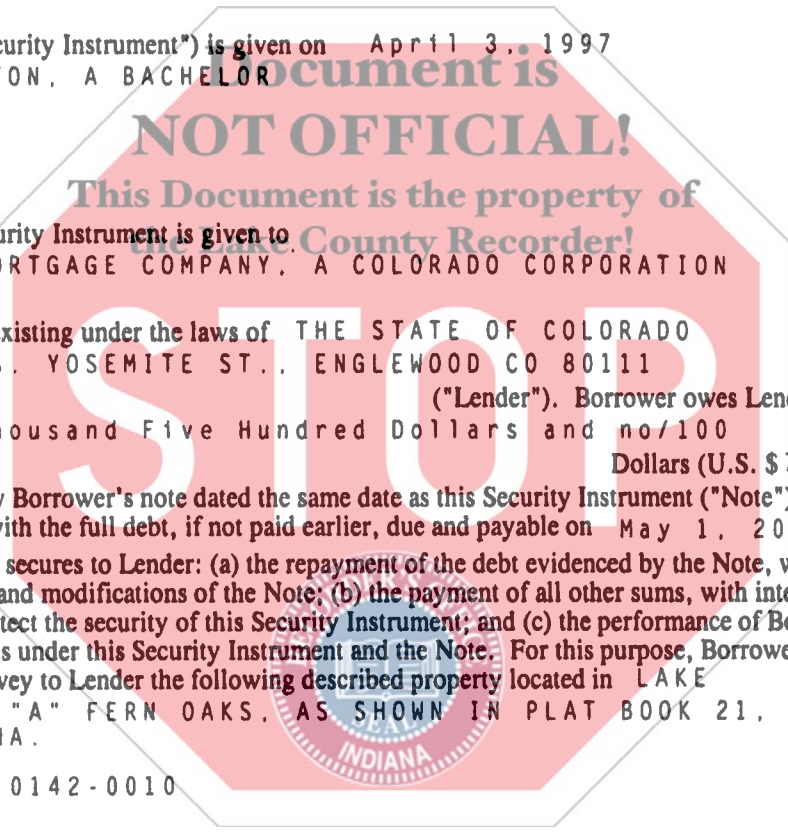 curity Instrument") is given on April 3, 1997
ON, A BACHELOR
Document is
NOT OFFICIAL!
This Document is the property of
the Lake County Recorder!
urity Instrument is given to
RTGAGE COMPANY, A COLORADO CORPORATION
xisting under the laws of THE STATE OF COLORADO
. YOSEMITE ST., ENGLEWOOD CO 80111
("Lender"). Borrower owes Lend
housand Five Hundred Dollars and no/100
Dollars (U.S. $
y Borrower's note dated the same date as this Security Instrument ("Note")
with the full debt, if not paid earlier, due and payable on May 1, 20
secures to Lender: (a) the repayment of the debt evidenced by the Note, w
and modifications of the Note; (b) the payment of all other sums, with inte
tect the security of this Security Instrument; and (c) the performance of Bo
s under this Security Instrument and the Note. For this purpose, Borrowe
vey to Lender the following described property located in LAKE
"A" FERN OAKS, AS SHOWN IN PLAT BOOK 21,
A.
0142-0010
STOP
RECORDER'S OFFICE
SEAL
INDIANA